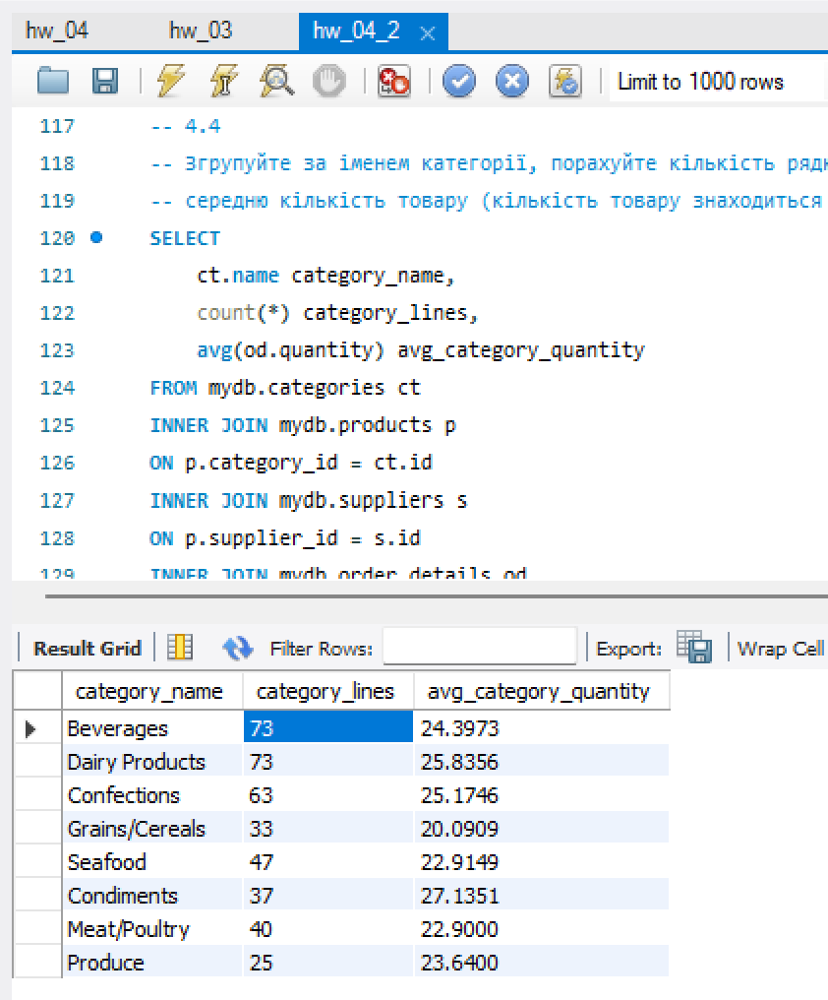 hw_04 hw_03 hw_04_2
Limit to 1000 rows
117 -- 4.4
118 -- Згрупуйте за іменем категорії, порахуйте кількість
119 -- середню кількість товару (кількість товару знаходиться
120 SELECT
121 ct.name category_name,
122 count(*) category_lines,
123 avg(od.quantity) avg_category_quantity
124 FROM mydb.categories ct
125 INNER JOIN mydb.products p
126 ON p.category_id = ct.id
127 INNER JOIN mydb.suppliers s
128 ON p.supplier_id = s.id
129 INNER JOIN mydb.order_details od
Result Grid Filter Rows: Export: Wrap Cell
category_name category_lines avg_category_quantity
Beverages 73 24.3973
Dairy Products 73 25.8356
Confections 63 25.1746
Grains/Cereals 33 20.0909
Seafood 47 22.9149
Condiments 37 27.1351
Meat/Poultry 40 22.9000
Produce 25 23.6400